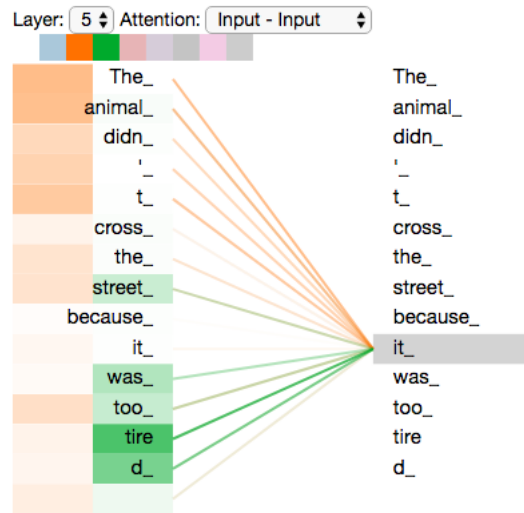 Layer: 5 Attention: Input - Input
The_ The_
animal_ animal_
didn_ didn_
'_ '_
t_ t_
cross_ cross_
the_ the_
street_ street_
because_ because_
it_ it_
was_ was_
too_ too_
tire tire
d_ d_